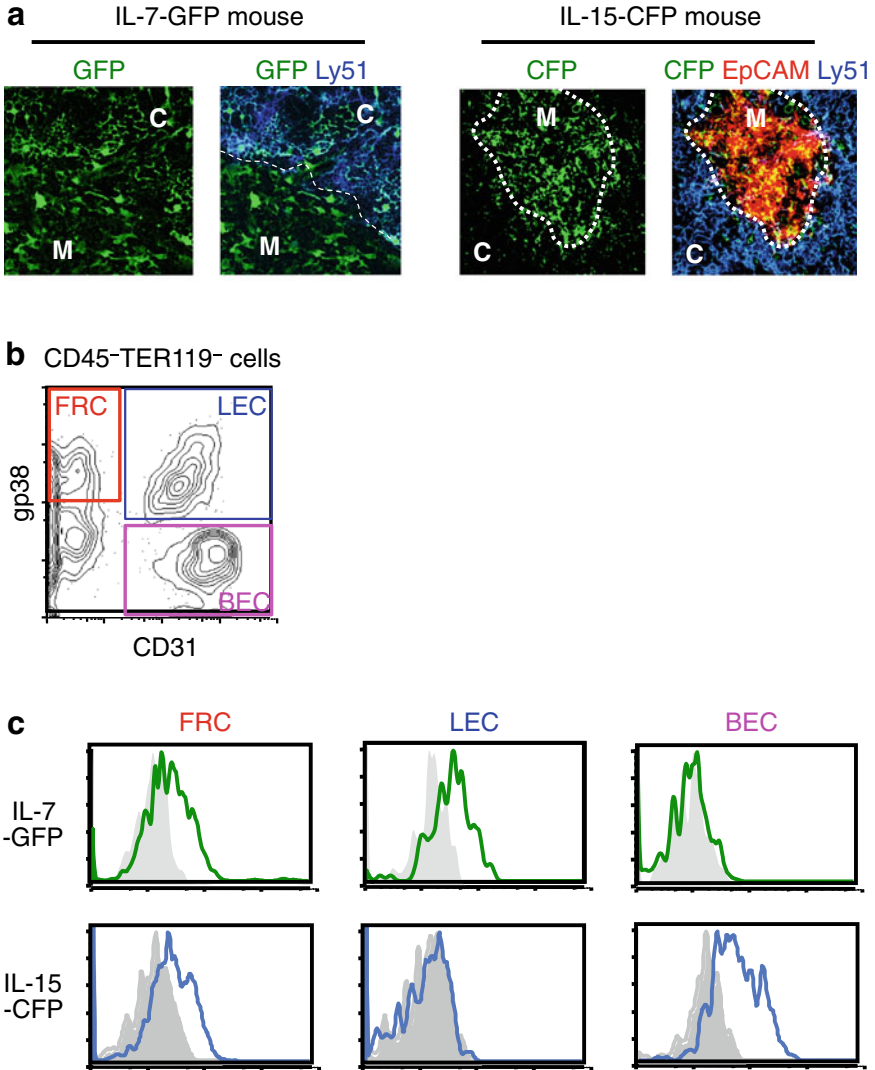 a
IL-7-GFP mouse
IL-15-CFP mouse
GFP
GFP Ly51
CFP
CFP EpCAM Ly51
C
M
C
M
M
C
M
C
b
CD45⁻TER119⁻ cells
FRC
LEC
BEC
gp38
CD31
c
FRC
LEC
BEC
IL-7
-GFP
IL-15
-CFP